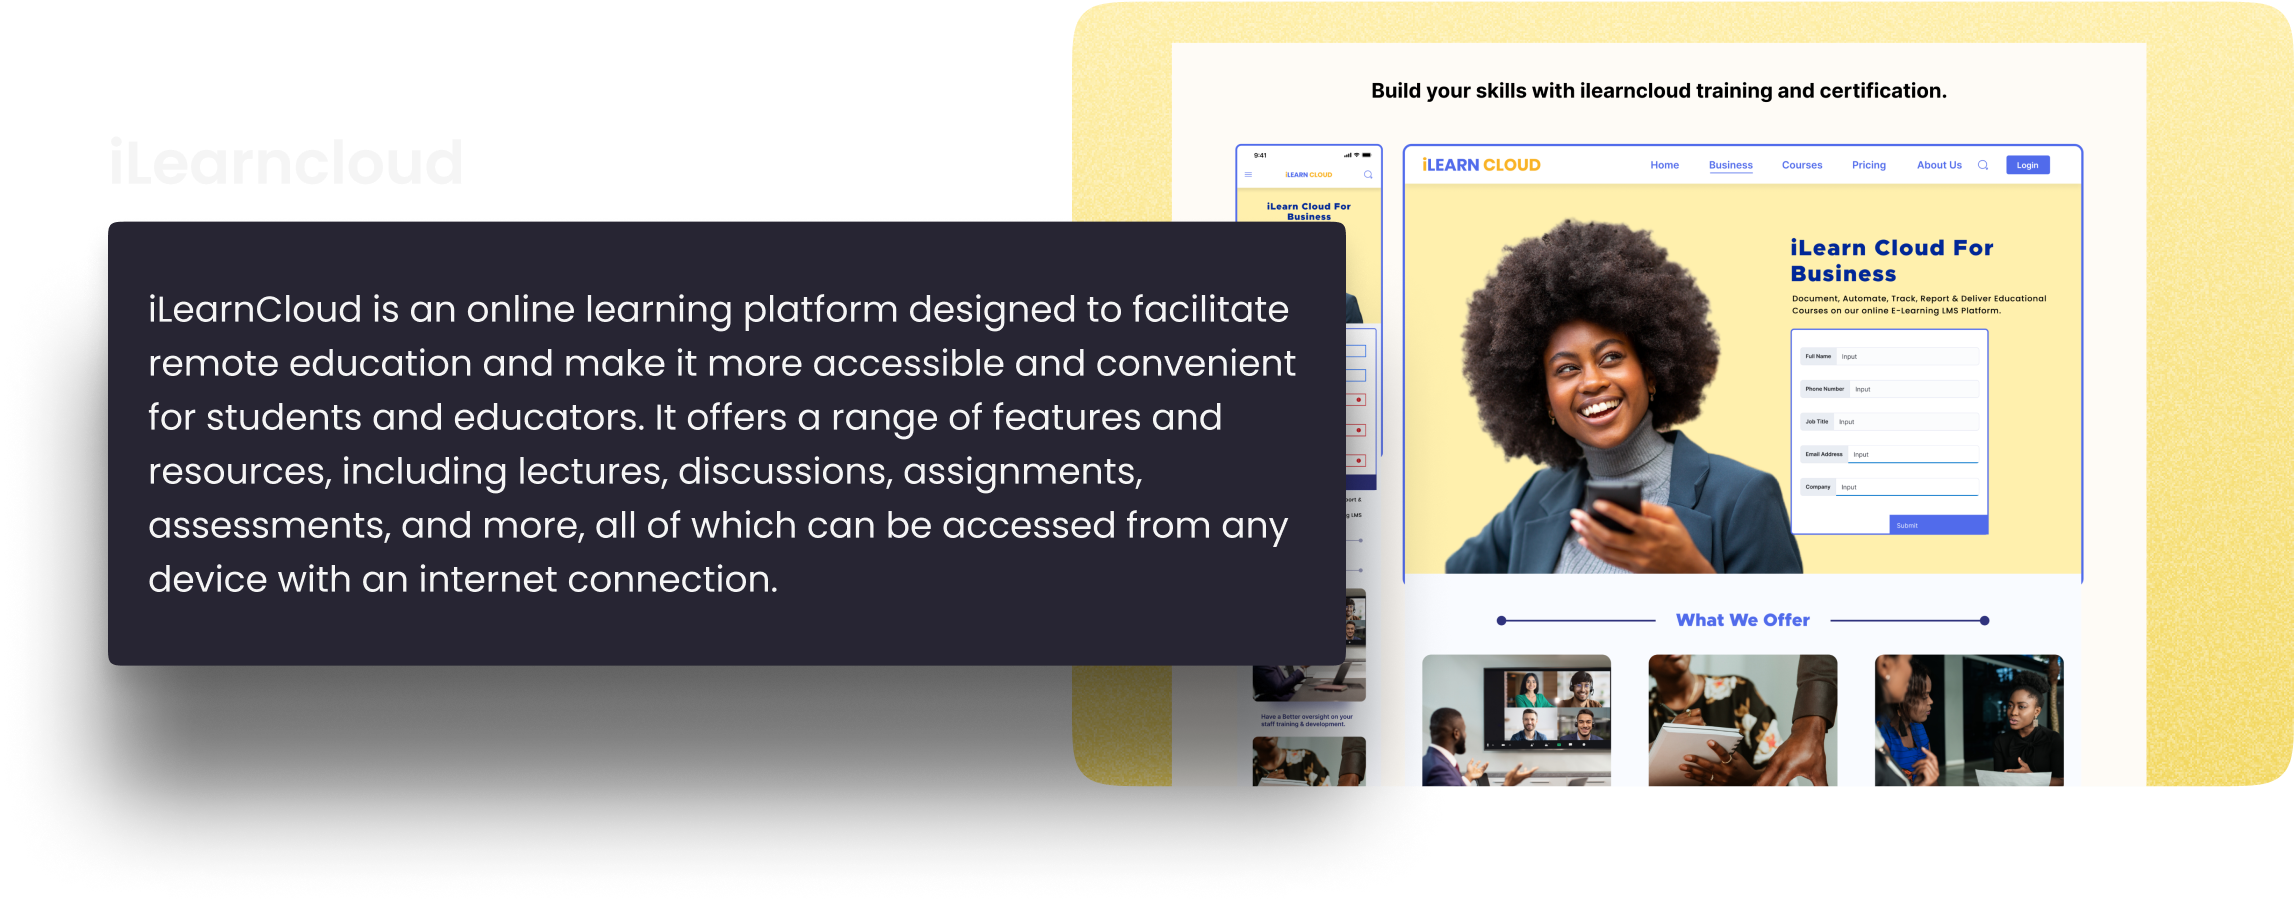 iLearncloud
iLearnCloud is an online learning platform designed to facilitate
remote education and make it more accessible and convenient
for students and educators. It offers a range of features and
resources, including lectures, discussions, assignments,
assessments, and more, all of which can be accessed from any
device with an internet connection.
Build your skills with ilearncloud training and certification.
9:41
iLEARN CLOUD
iLearn Cloud For
Business
port &
g LMS
Have a Better oversight on your
staff training & development.
iLEARN CLOUD
Home Business Courses Pricing About Us Login
iLearn Cloud For
Business
Document, Automate, Track, Report & Deliver Educational
Courses on our online E-Learning LMS Platform.
Full Name Input
Phone Number Input
Job Title Input
Email Address Input
Company Input
Submit
What We Offer